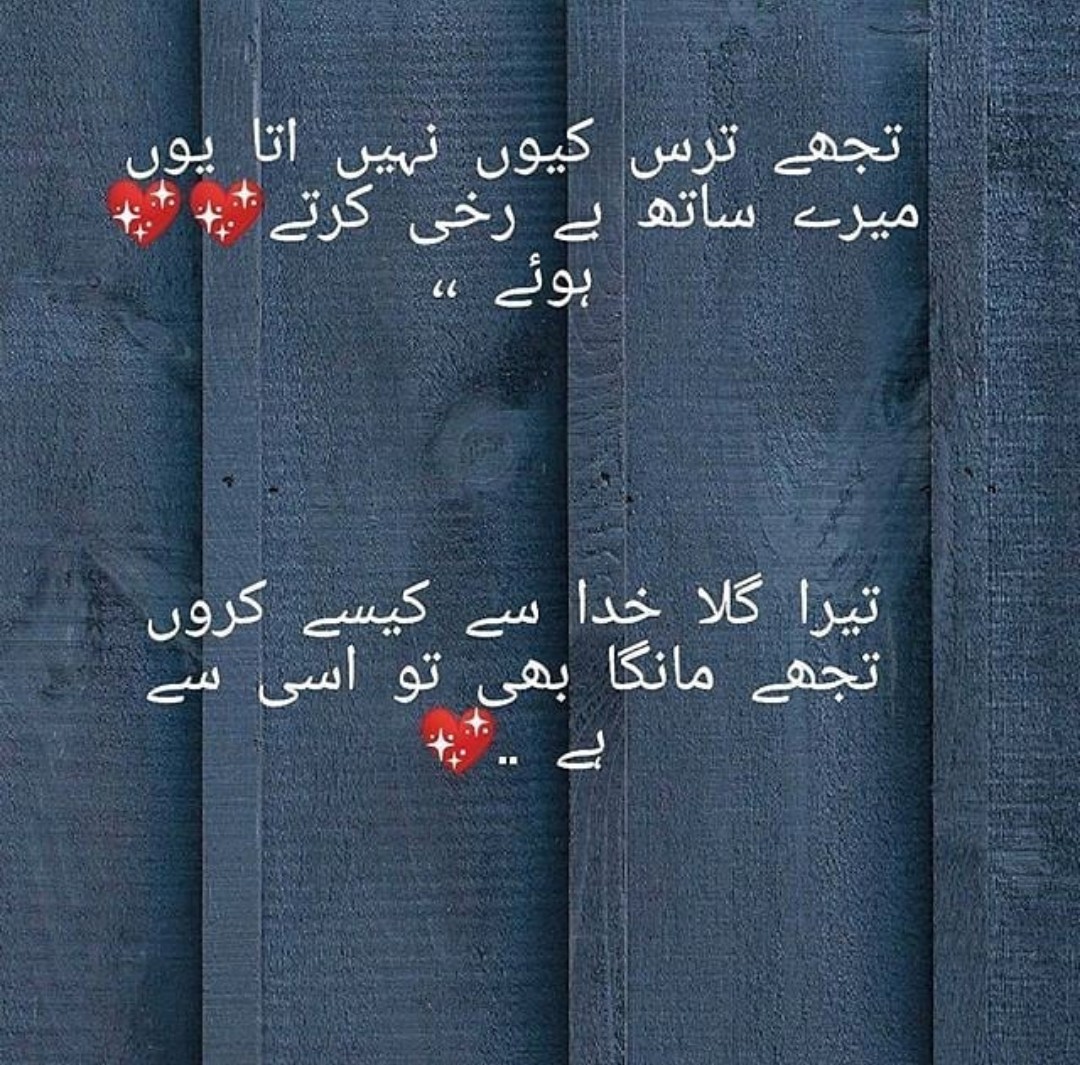 تجھے ترس کیوں نہیں اتا یوں
میرے ساتھ بے رخی کرتے💖💖
ہوئے ،،
تیرا گلا خدا سے کیسے کروں
تجھے مانگا بھی تو اسی سے
ہے ..💖